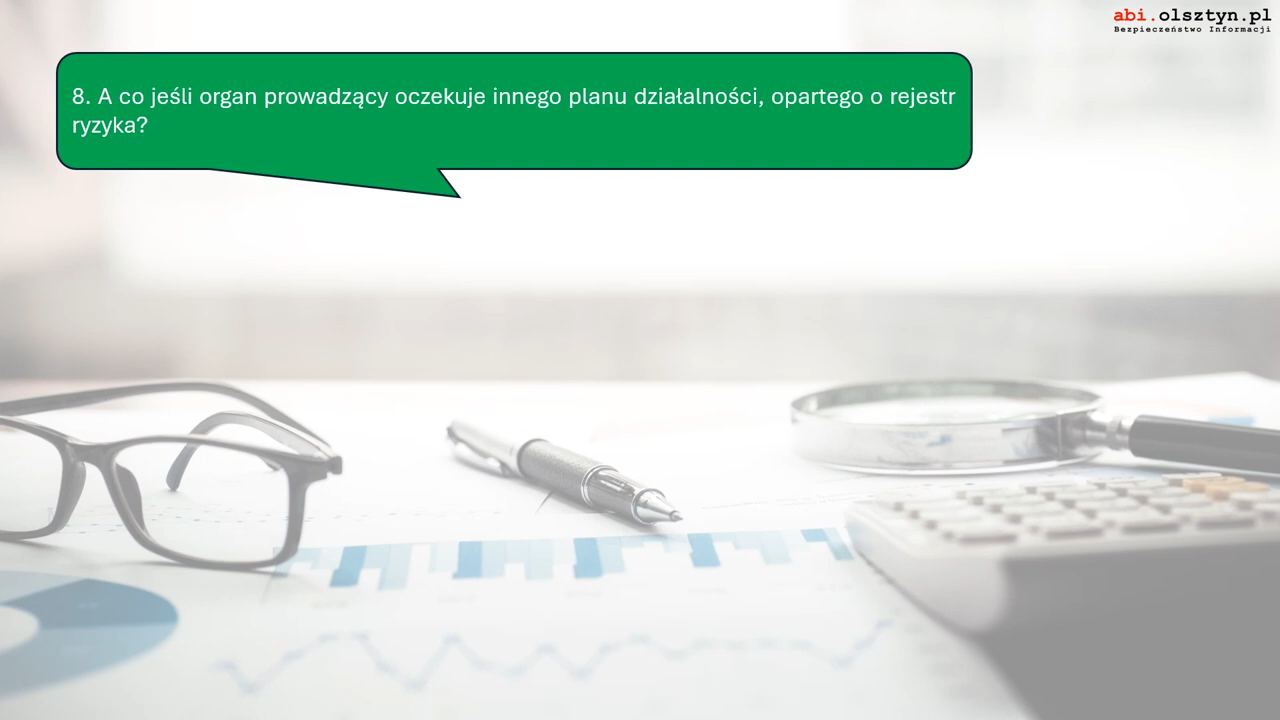 abi.olsztyn.pl
Bezpieczeństwo Informacji
8. A co jeśli organ prowadzący oczekuje innego planu działalności, opartego o rejestr
ryzyka?